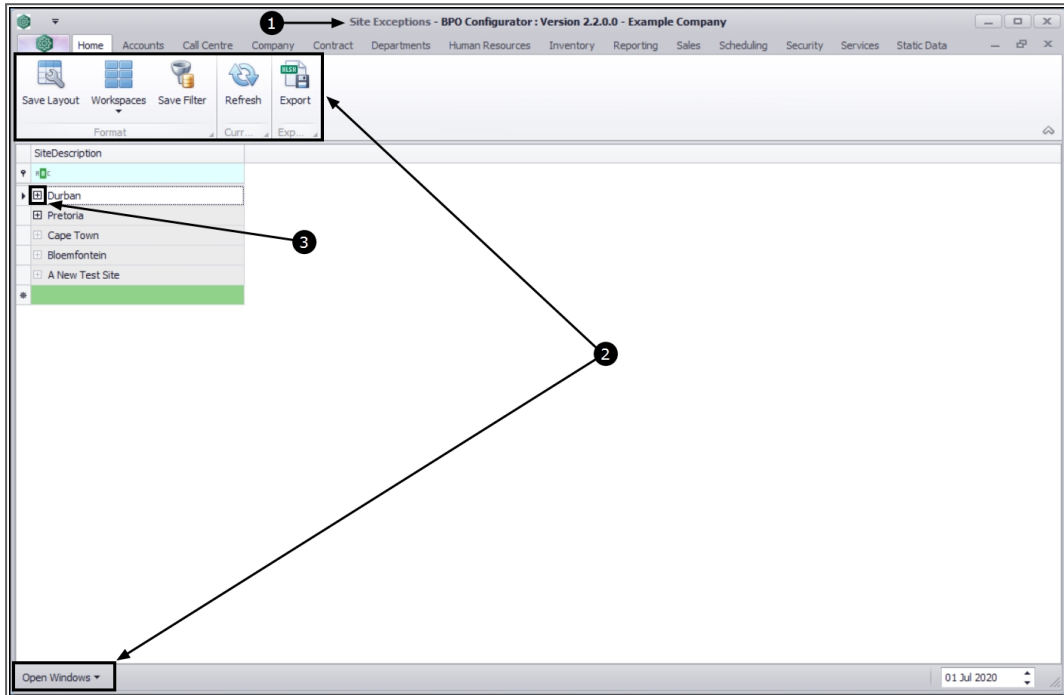 1
Site Exceptions - BPO Configurator : Version 2.2.0.0 - Example Company
Home Accounts Call Centre Company Contract Departments Human Resources Inventory Reporting Sales Scheduling Security Services Static Data
Save Layout Workspaces Save Filter Refresh Export
Format Curr... Exp...
SiteDescription
Durban
Pretoria
3
Cape Town
Bloemfontein
A New Test Site
2
Open Windows 01 Jul 2020